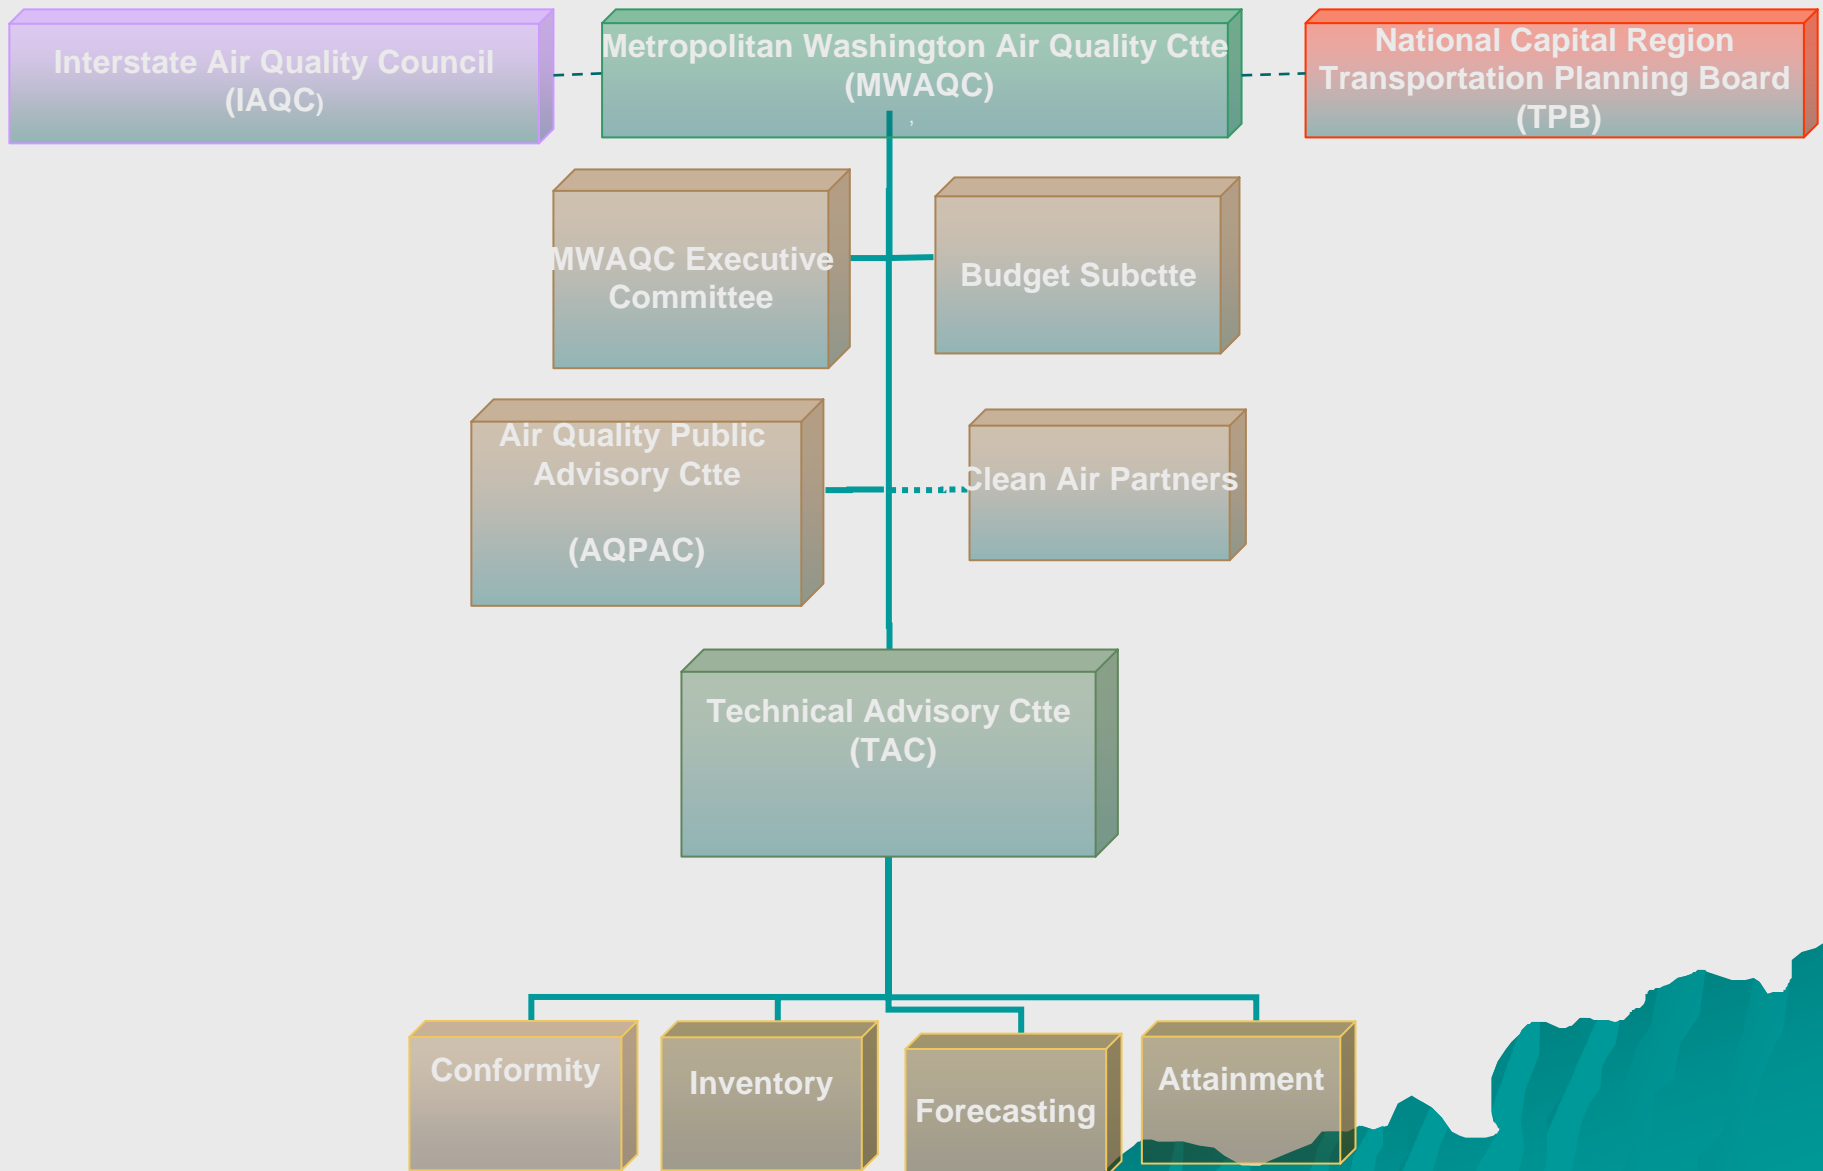 Interstate Air Quality Council
(IAQC)
Metropolitan Washington Air Quality Ctte
(MWAQC)
,
National Capital Region
Transportation Planning Board
(TPB)
MWAQC Executive
Committee
Budget Subctte
Air Quality Public
Advisory Ctte
(AQPAC)
Clean Air Partners
Technical Advisory Ctte
(TAC)
Conformity
Inventory
Forecasting
Attainment